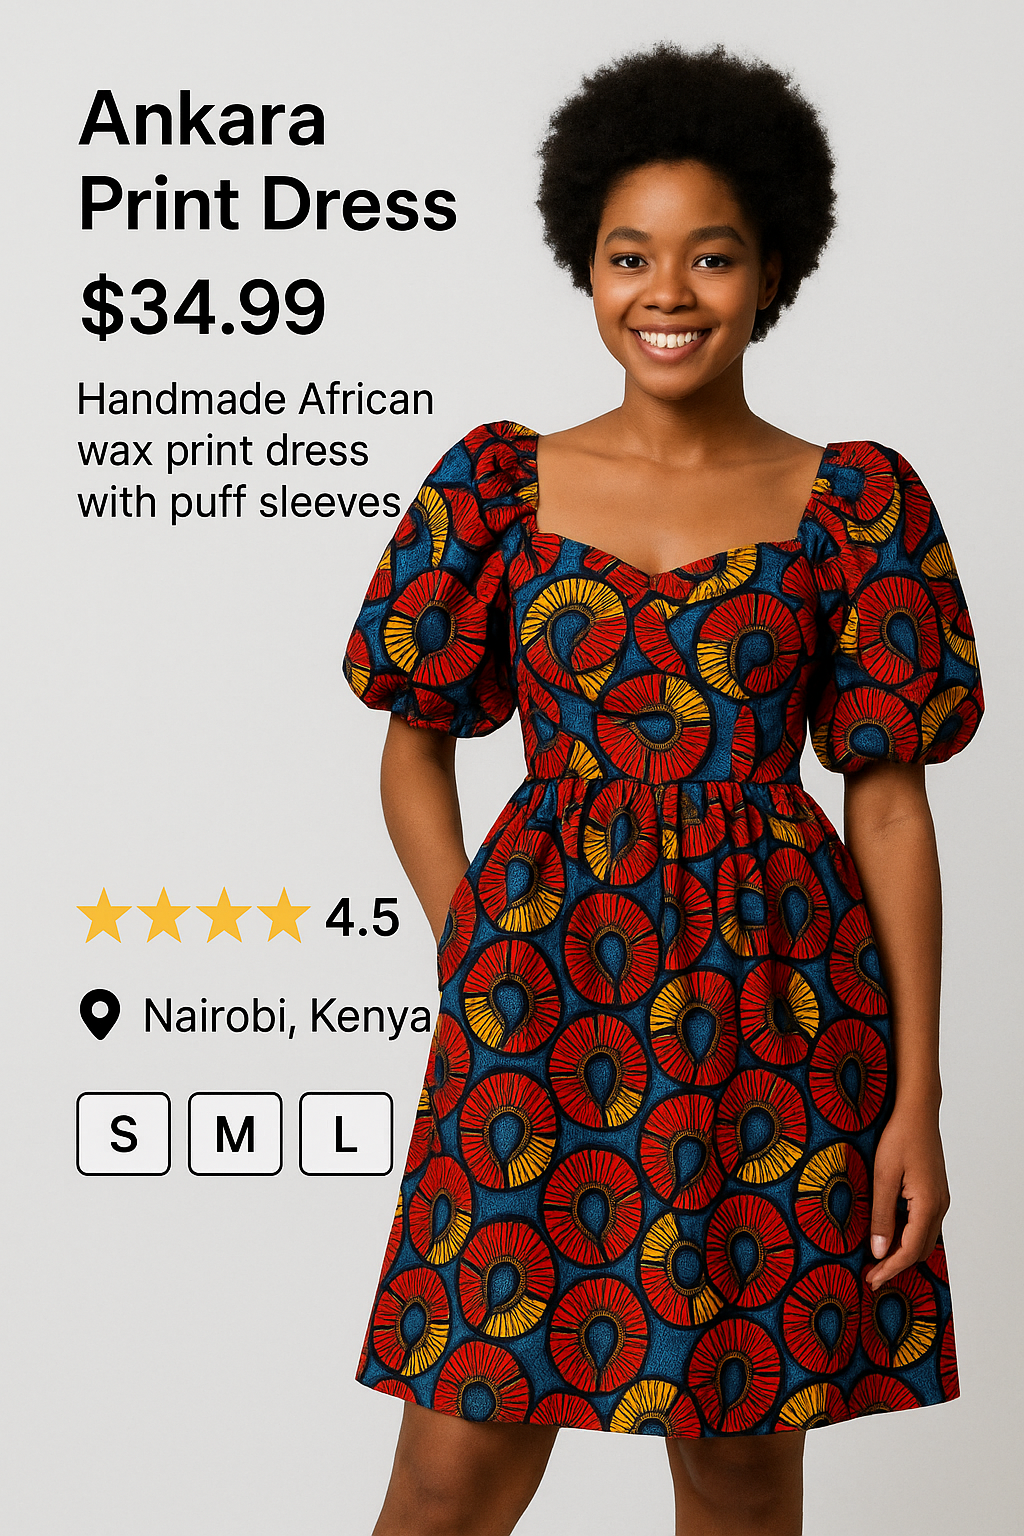 Ankara
Print Dress
$34.99
Handmade African
wax print dress
with puff sleeves
4.5
Nairobi, Kenya
S M L